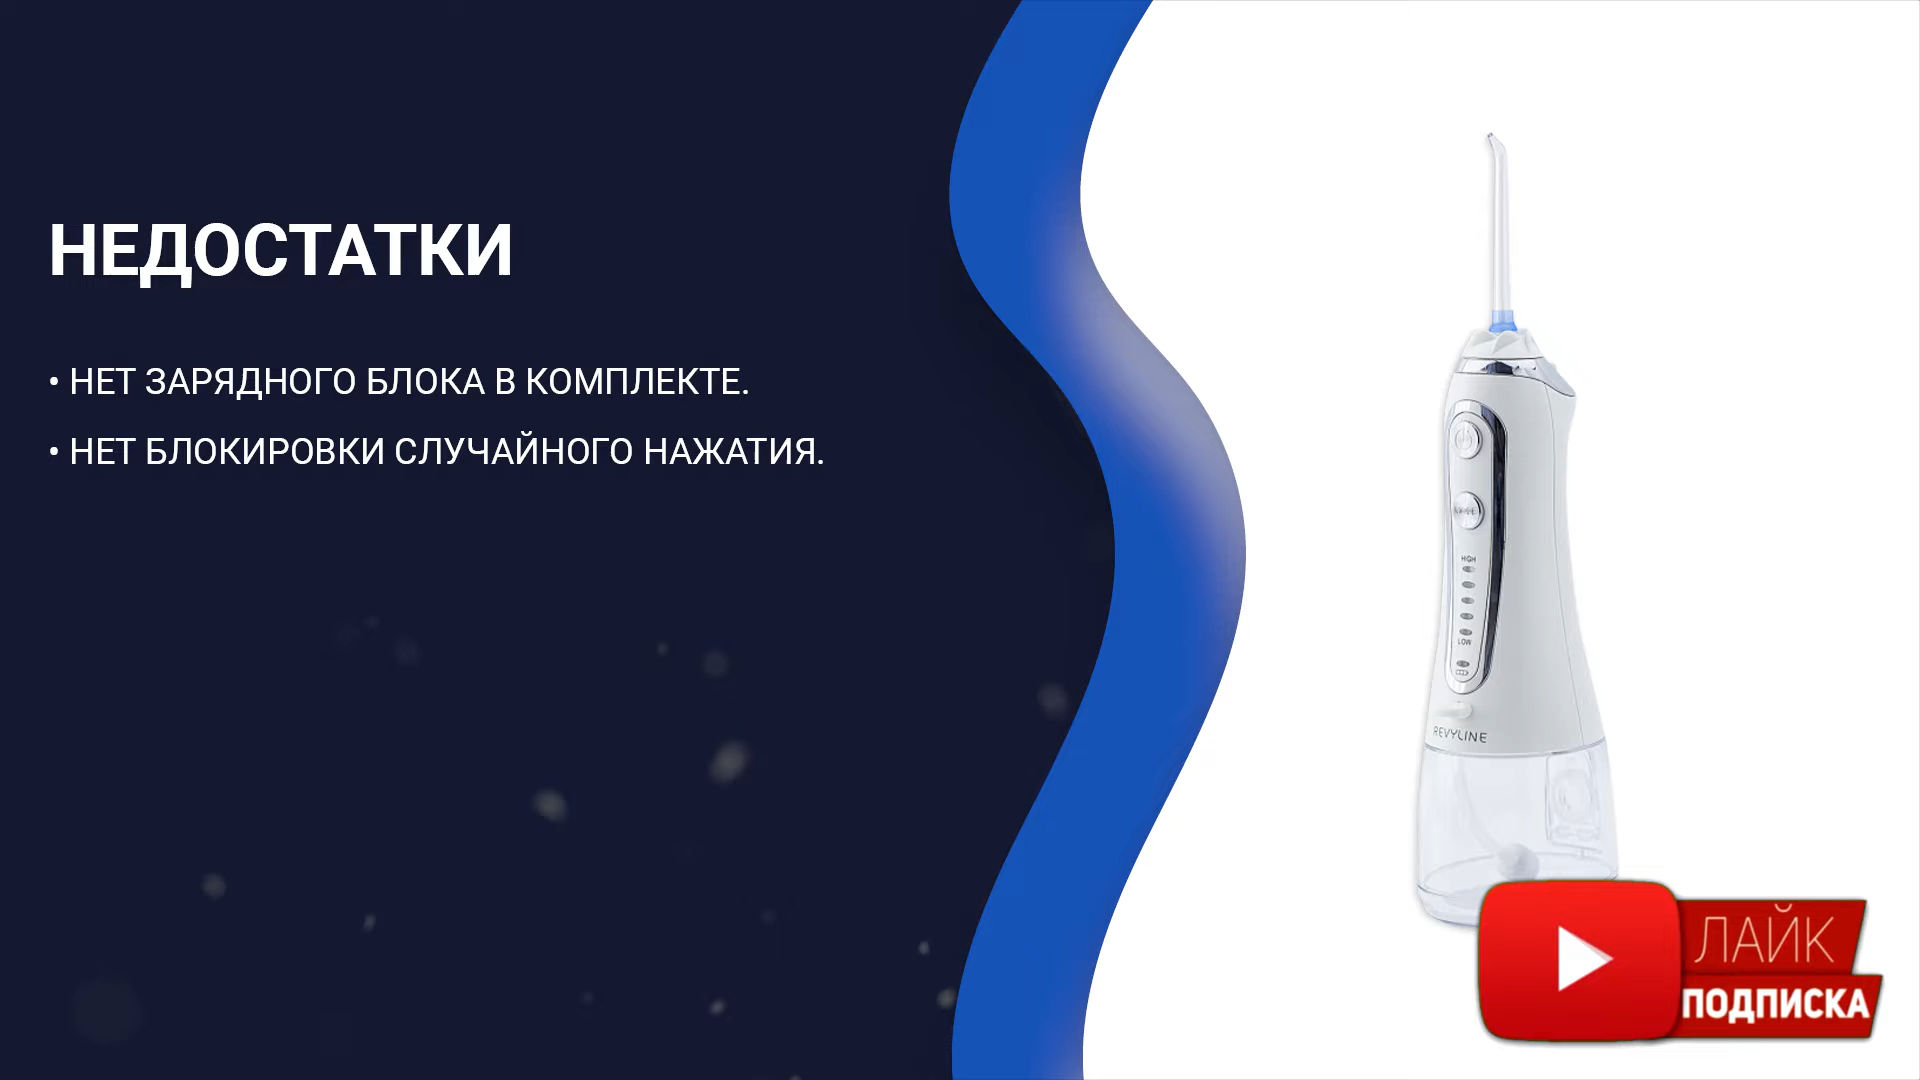 НЕДОСТАТКИ
• НЕТ ЗАРЯДНОГО БЛОКА В КОМПЛЕКТЕ.
• НЕТ БЛОКИРОВКИ СЛУЧАЙНОГО НАЖАТИЯ.
HIGH
LOW
REVYLINE
ЛАЙК
ПОДПИСКА